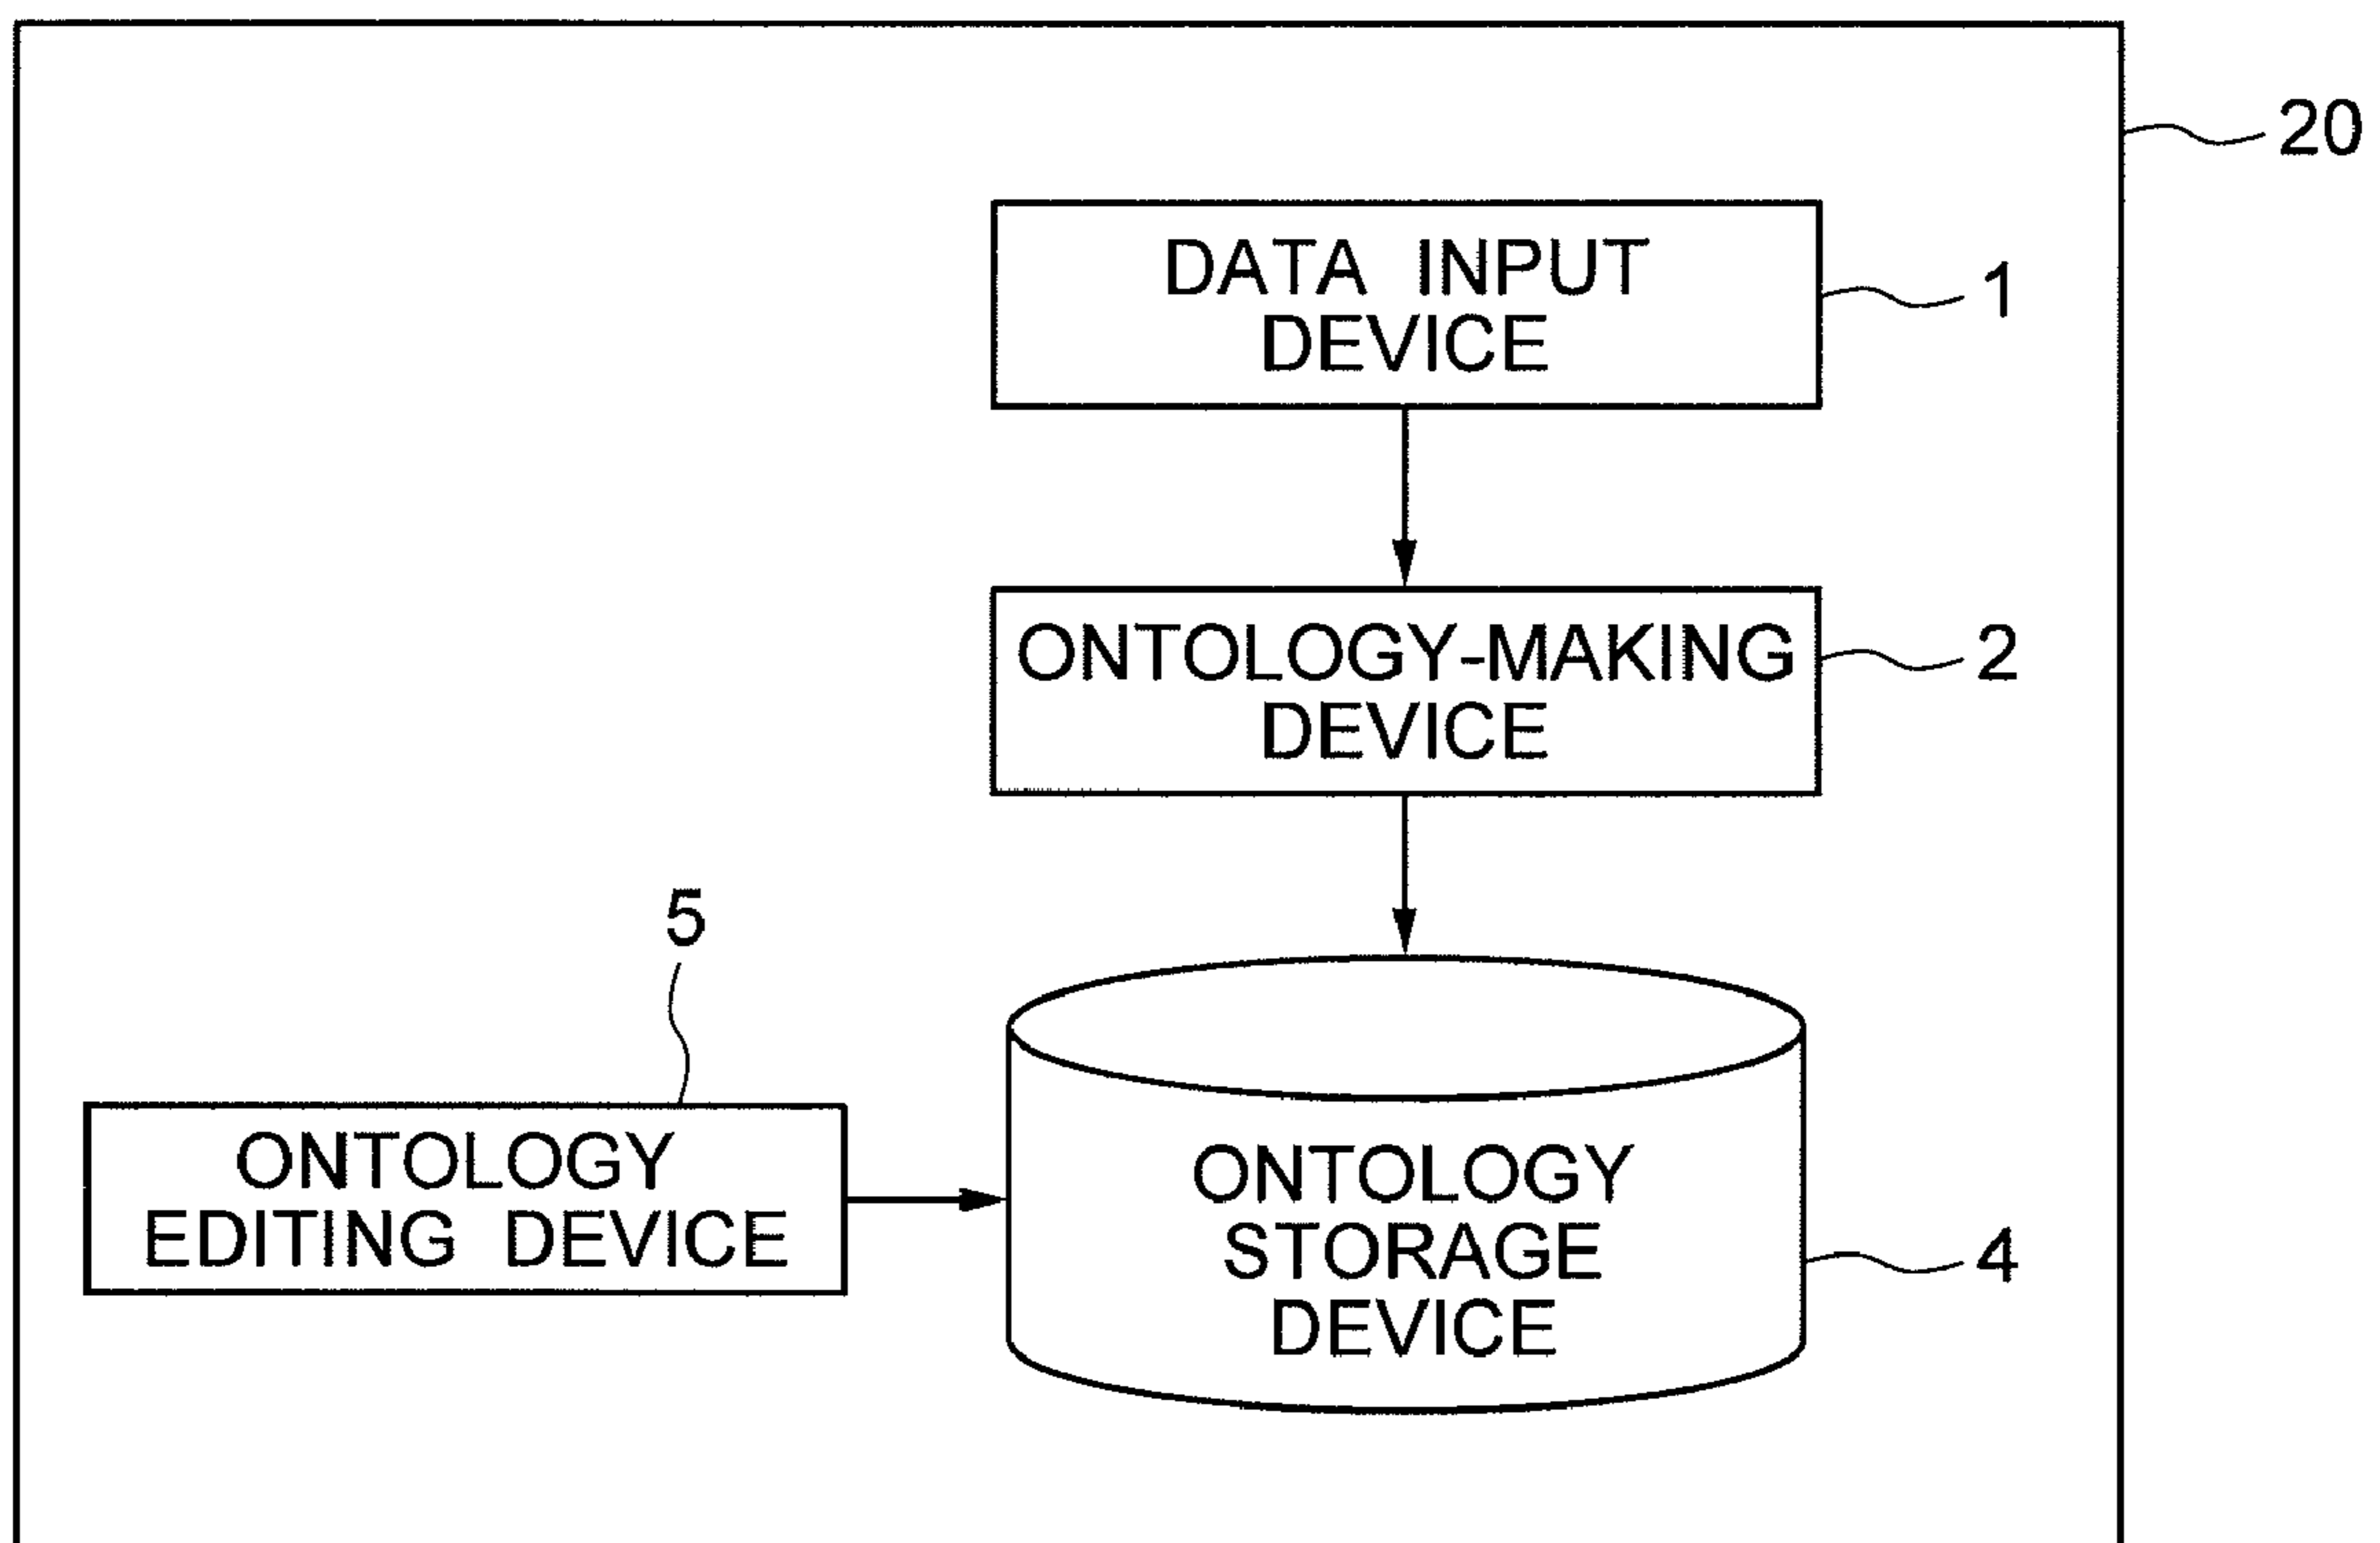 20
DATA INPUT
DEVICE
1
ONTOLOGY-MAKING
DEVICE
2
5
ONTOLOGY
EDITING DEVICE
ONTOLOGY
STORAGE
DEVICE
4